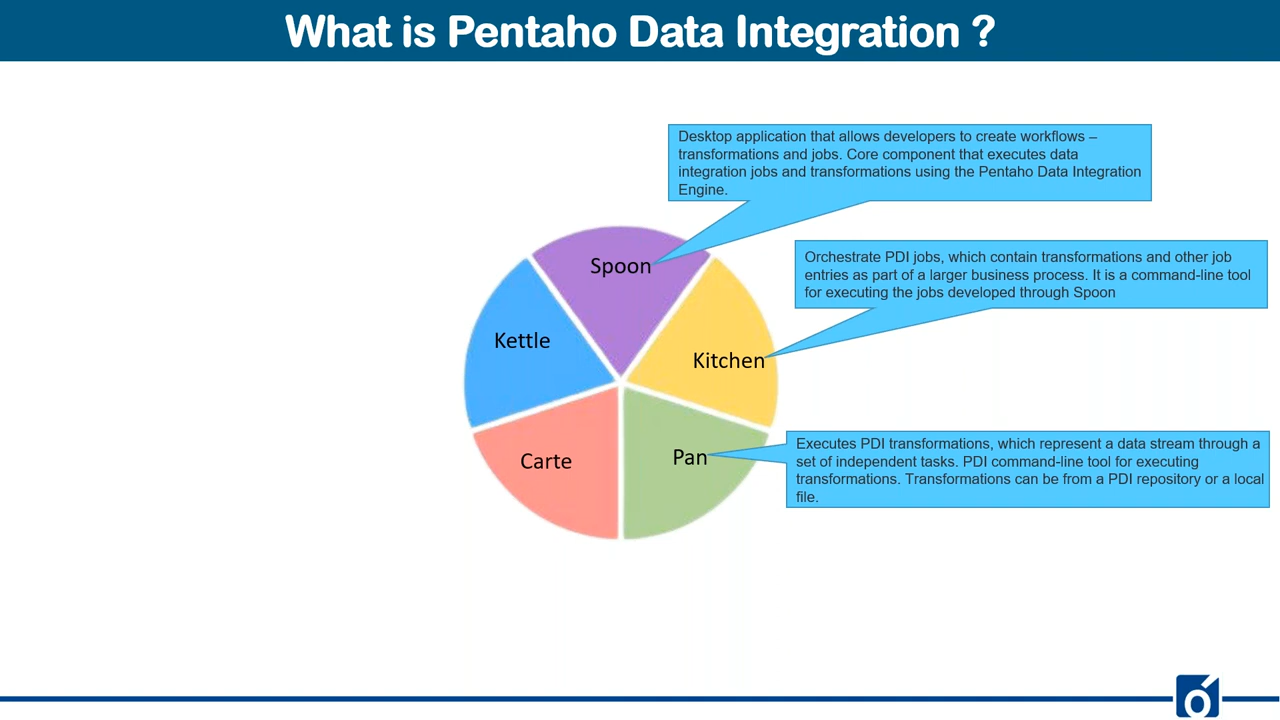 What is Pentaho Data Integration ?
Desktop application that allows developers to create workflows –
transformations and jobs. Core component that executes data
integration jobs and transformations using the Pentaho Data Integration
Engine.
Spoon
Orchestrate PDI jobs, which contain transformations and other job
entries as part of a larger business process. It is a command-line tool
for executing the jobs developed through Spoon
Kettle
Kitchen
Executes PDI transformations, which represent a data stream through a
set of independent tasks. PDI command-line tool for executing
transformations. Transformations can be from a PDI repository or a local
file.
Pan
Carte